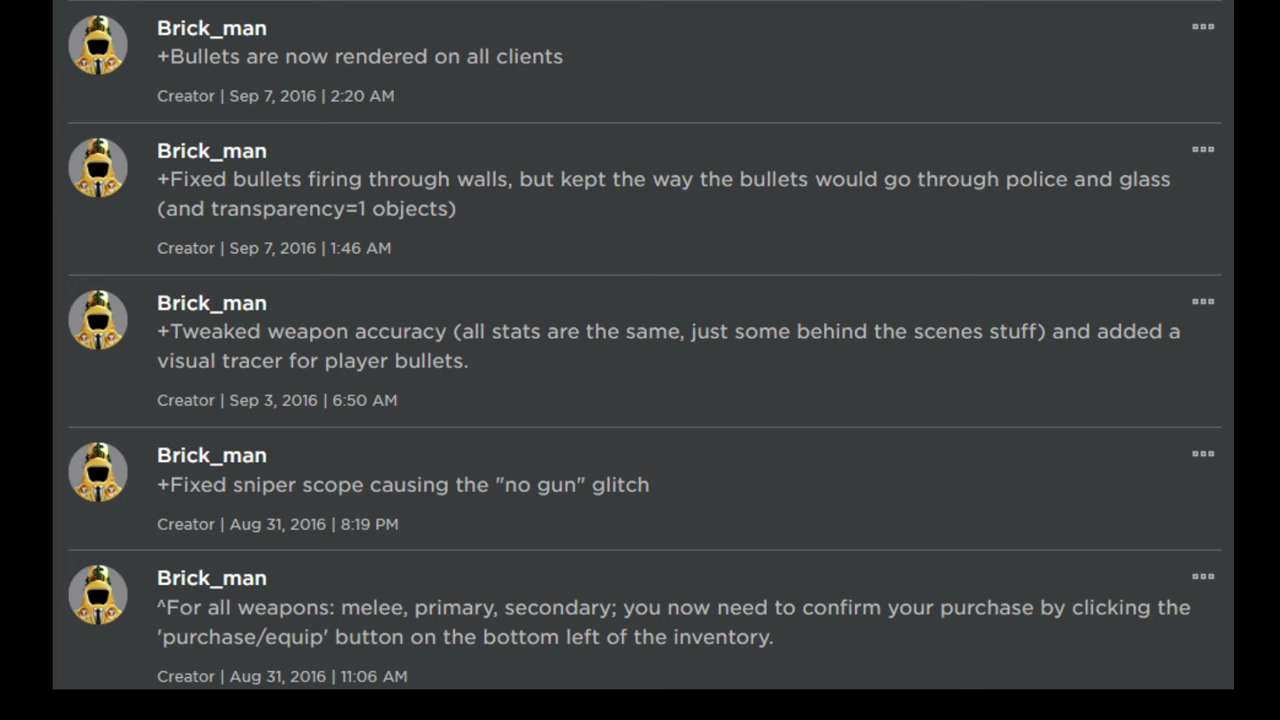 Brick_man
+Bullets are now rendered on all clients
Creator | Sep 7, 2016 | 2:20 AM
Brick_man
+Fixed bullets firing through walls, but kept the way the bullets would go through police and glass
(and transparency=1 objects)
Creator | Sep 7, 2016 | 1:46 AM
Brick_man
+Tweaked weapon accuracy (all stats are the same, just some behind the scenes stuff) and added a
visual tracer for player bullets.
Creator | Sep 3, 2016 | 6:50 AM
Brick_man
+Fixed sniper scope causing the "no gun" glitch
Creator | Aug 31, 2016 | 8:19 PM
Brick_man
^For all weapons: melee, primary, secondary; you now need to confirm your purchase by clicking the
'purchase/equip' button on the bottom left of the inventory.
Creator | Aug 31, 2016 | 11:06 AM